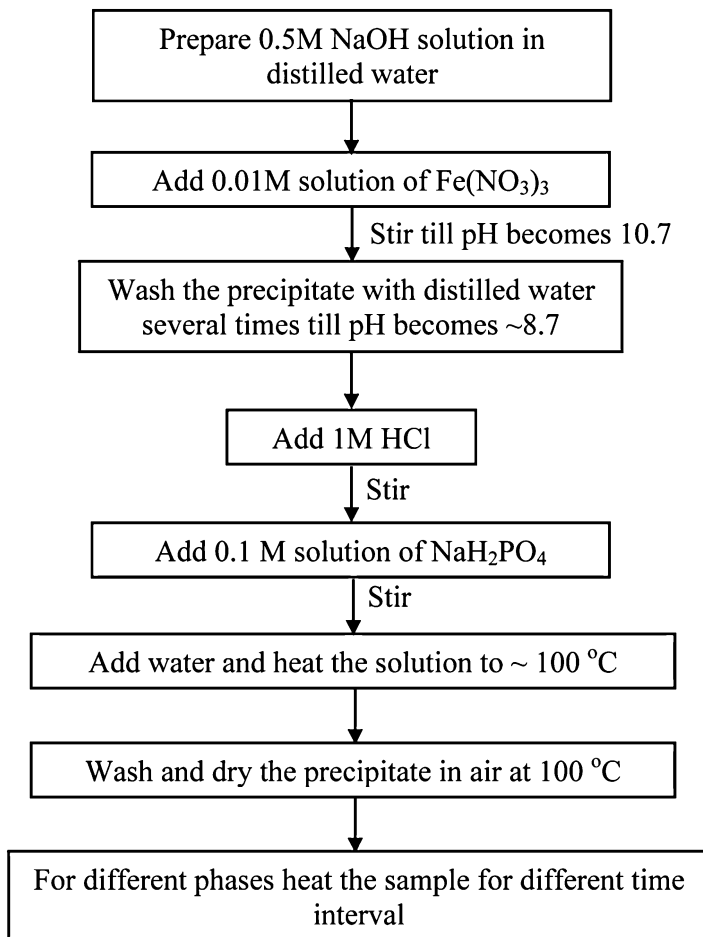 Prepare 0.5M NaOH solution in
distilled water
Add 0.01M solution of Fe(NO₃)₃
Stir till pH becomes 10.7
Wash the precipitate with distilled water
several times till pH becomes ~8.7
Add 1M HCl
Stir
Add 0.1 M solution of NaH₂PO₄
Stir
Add water and heat the solution to ~ 100 °C
Wash and dry the precipitate in air at 100 °C
For different phases heat the sample for different time
interval